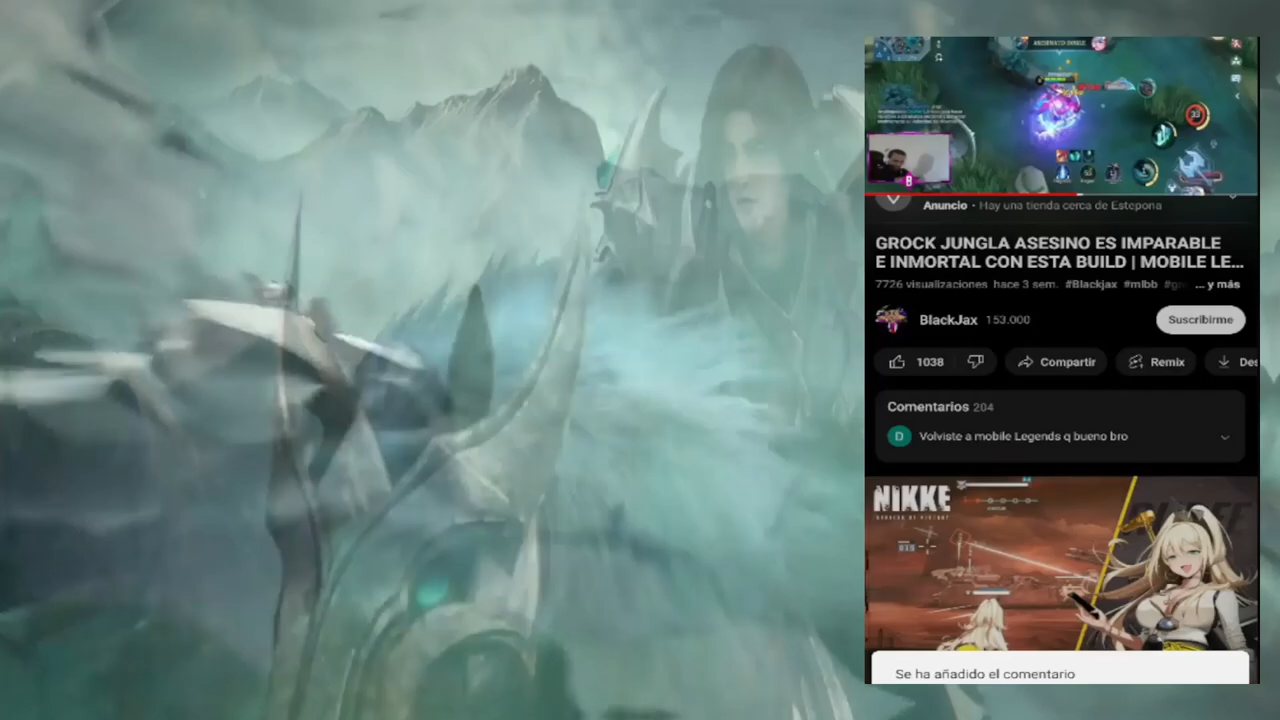 Anuncio • Hay una tienda cerca de Estepona
GROCK JUNGLA ASESINO ES IMPARABLE
E INMORTAL CON ESTA BUILD | MOBILE LE...
7726 visualizaciones hace 3 sem. #Blackjax #mlbb ... y más
BlackJax 153.000
Suscribirme
1038
Compartir
Remix
Des
Comentarios 204
D
Volviste a mobile Legends q bueno bro
NIKKE
Se ha añadido el comentario